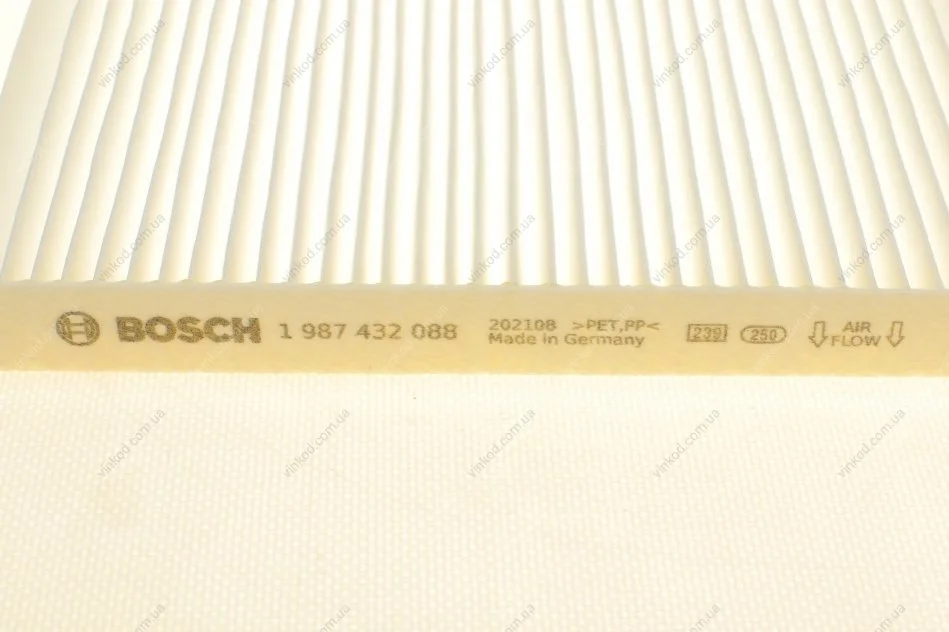 BOSCH 1 987 432 088
202108 >PET,PP<
Made in Germany
239
250
AIR
FLOW
vinkod.com.ua